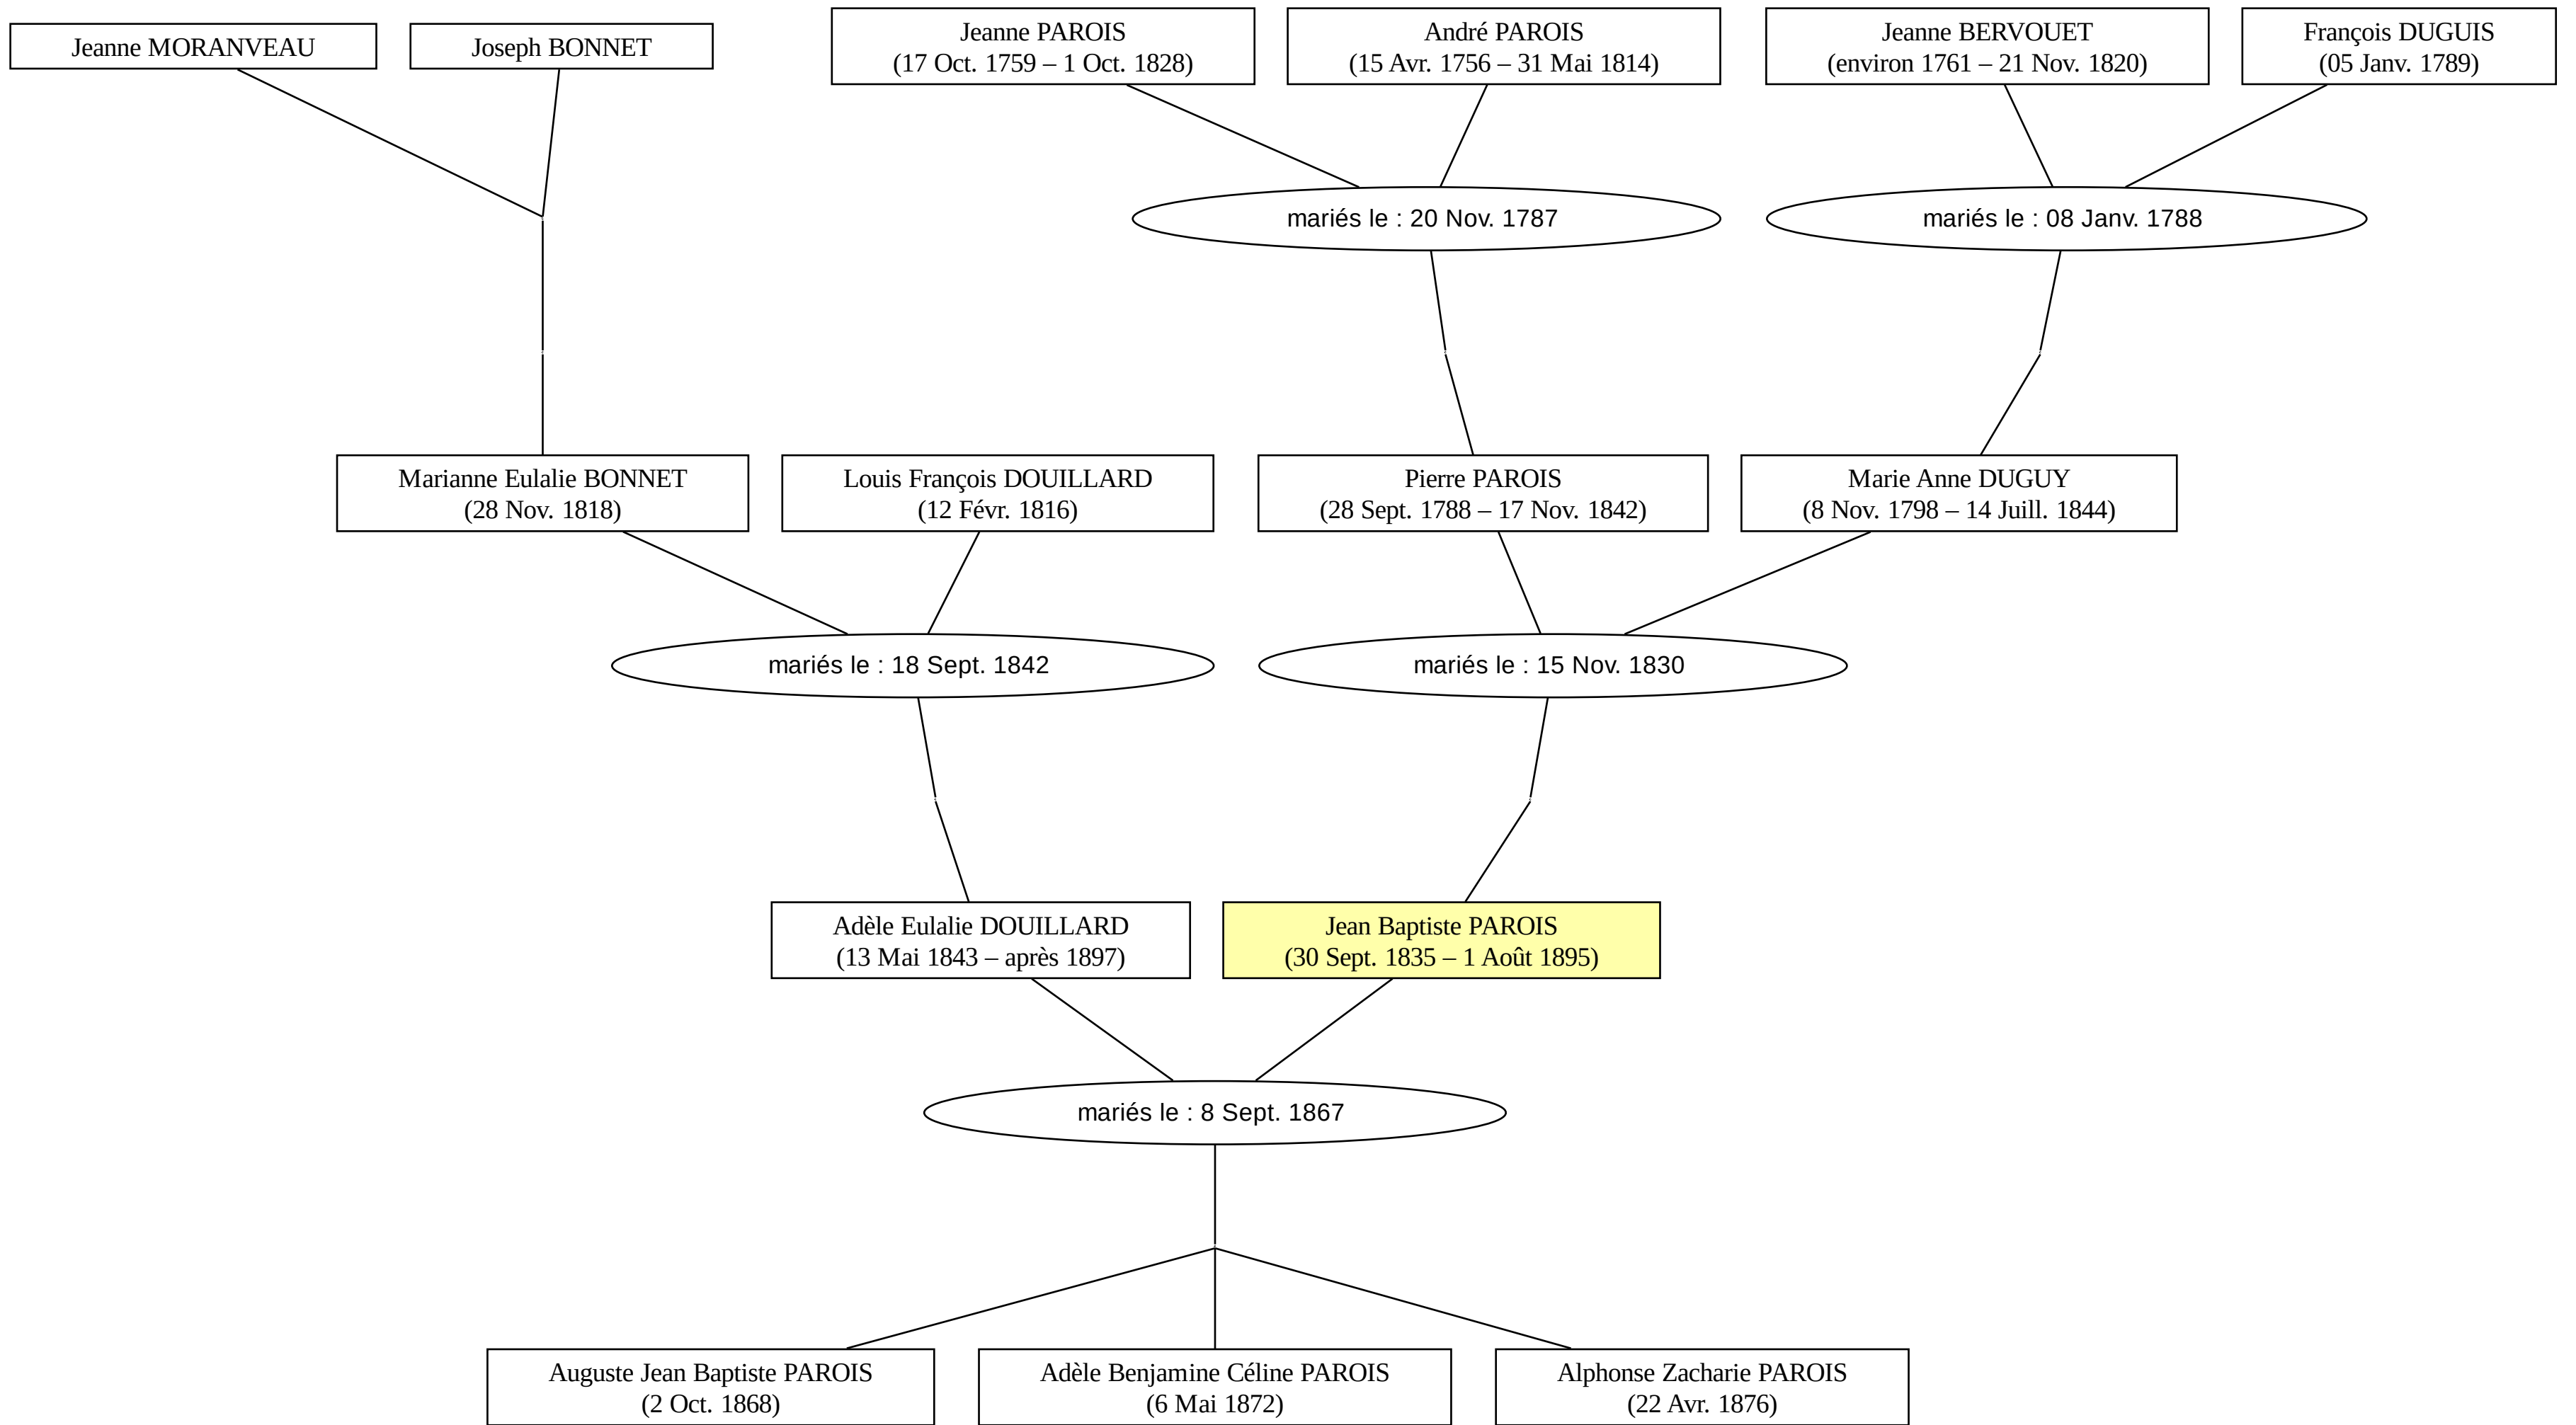 Jeanne MORANVEAU
Joseph BONNET
Jeanne PAROIS
(17 Oct. 1759 – 1 Oct. 1828)
André PAROIS
(15 Avr. 1756 – 31 Mai 1814)
Jeanne BERVOUET
(environ 1761 – 21 Nov. 1820)
François DUGUIS
(05 Janv. 1789)
mariés le : 20 Nov. 1787
mariés le : 08 Janv. 1788
Marianne Eulalie BONNET
(28 Nov. 1818)
Louis François DOUILLARD
(12 Févr. 1816)
Pierre PAROIS
(28 Sept. 1788 – 17 Nov. 1842)
Marie Anne DUGUY
(8 Nov. 1798 – 14 Juill. 1844)
mariés le : 18 Sept. 1842
mariés le : 15 Nov. 1830
Adèle Eulalie DOUILLARD
(13 Mai 1843 – après 1897)
Jean Baptiste PAROIS
(30 Sept. 1835 – 1 Août 1895)
mariés le : 8 Sept. 1867
Auguste Jean Baptiste PAROIS
(2 Oct. 1868)
Adèle Benjamine Céline PAROIS
(6 Mai 1872)
Alphonse Zacharie PAROIS
(22 Avr. 1876)